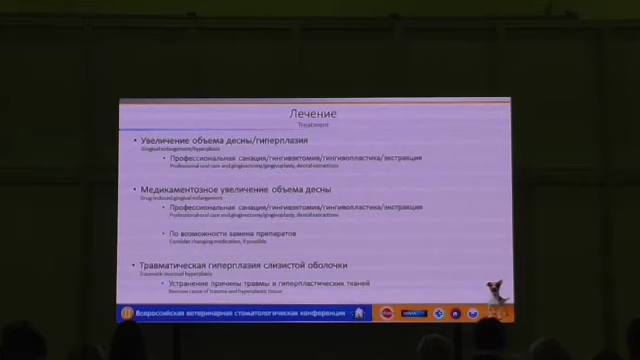 Лечение
Treatment
• Увеличение объема десны/гиперплазия
Gingival enlargement/hyperplasia
• Профессиональная санация/гингивэктомия/гингивопластика/экстракция
Professional oral care and gingivectomy/gingivoplasty, dental extractions
• Медикаментозное увеличение объема десны
Drug-induced gingival enlargement
• Профессиональная санация/гингивэктомия/гингивопластика/экстракция
Professional oral care and gingivectomy/gingivoplasty, dental extractions
• По возможности замена препаратов
Consider changing medication, if possible
• Травматическая гиперплазия слизистой оболочки
Traumatic mucosal hyperplasia
• Устранение причины травмы и гиперпластических тканей
Remove cause of trauma and hyperplastic tissue
Всероссийская ветеринарная стоматологическая конференция